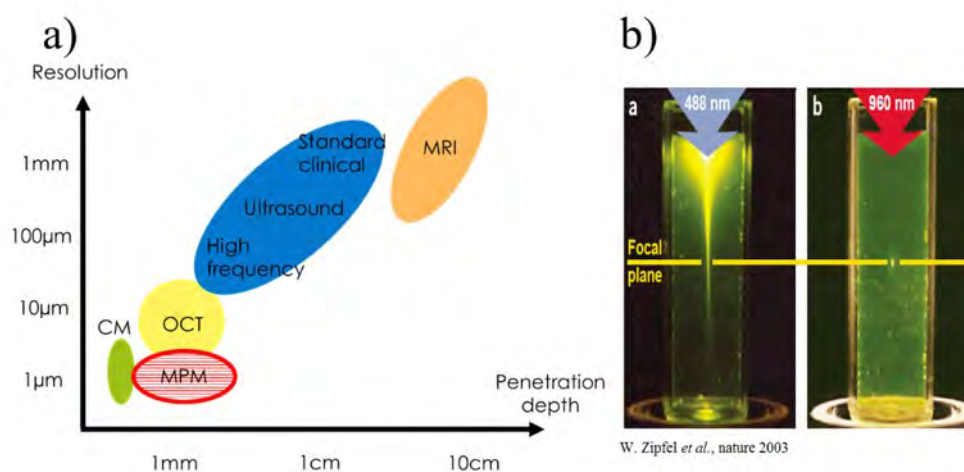 a)
Resolution
1mm
100μm
10μm
1μm
Standard
clinical
Ultrasound
High
frequency
MRI
CM
OCT
MPM
Penetration
depth
1mm
1cm
10cm
b)
a
488 nm
b
960 nm
Focal
plane
W. Zipfel et al., nature 2003